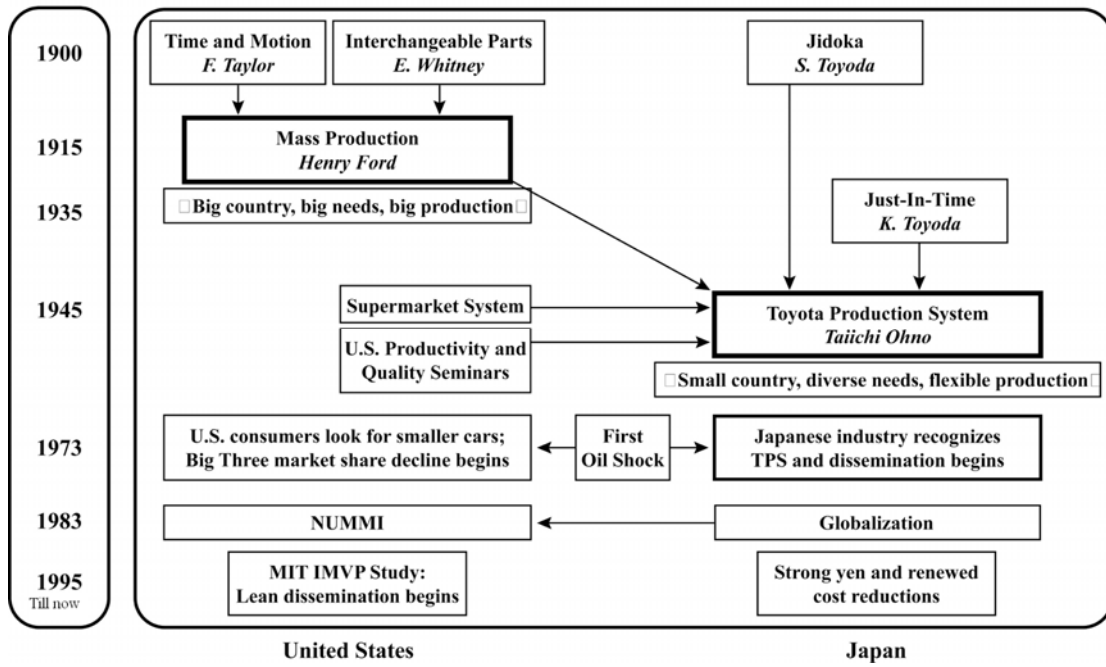 1900
Time and Motion
F. Taylor
Interchangeable Parts
E. Whitney
Jidoka
S. Toyoda
1915
Mass Production
Henry Ford
1935
□Big country, big needs, big production□
Just-In-Time
K. Toyoda
1945
Supermarket System
Toyota Production System
Taiichi Ohno
U.S. Productivity and
Quality Seminars
□Small country, diverse needs, flexible production□
1973
U.S. consumers look for smaller cars;
Big Three market share decline begins
First
Oil Shock
Japanese industry recognizes
TPS and dissemination begins
1983
NUMMI
Globalization
1995
Till now
MIT IMVP Study:
Lean dissemination begins
Strong yen and renewed
cost reductions
United States
Japan